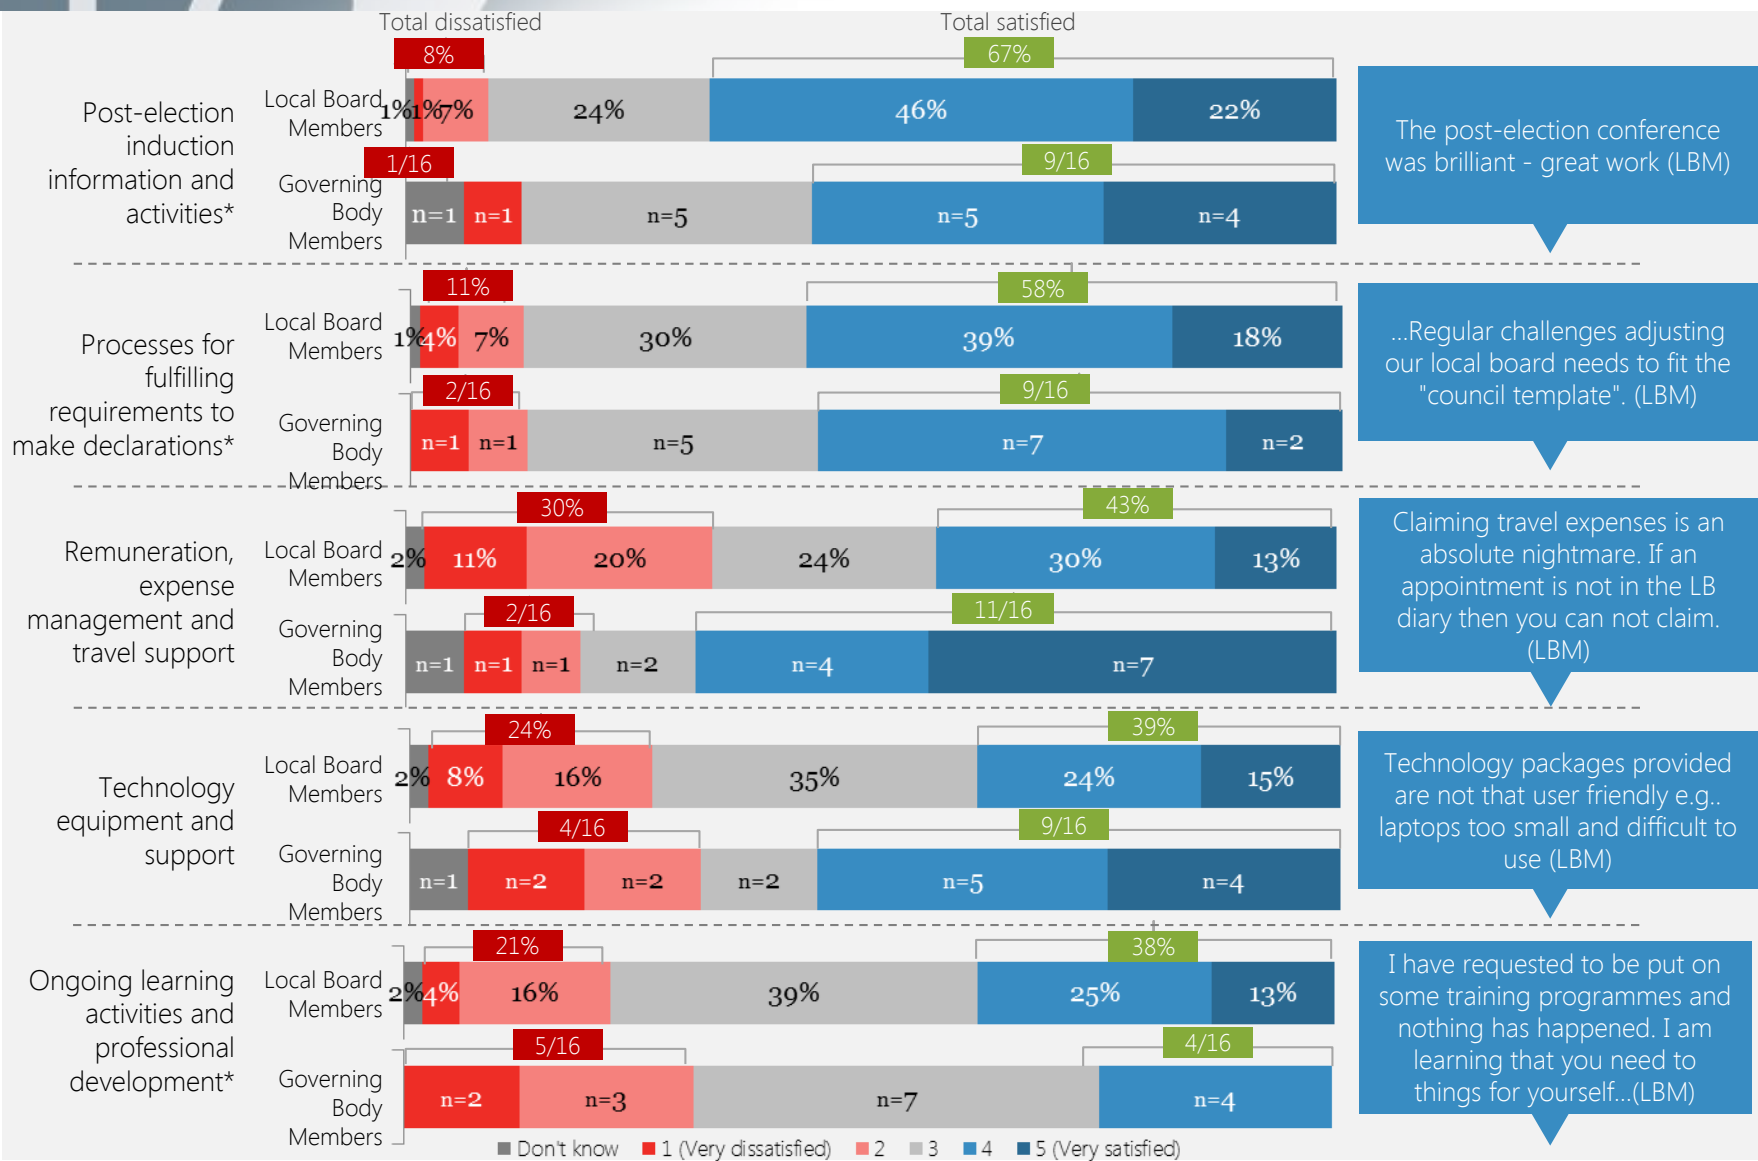 Total dissatisfied
Total satisfied
8%
67%
Post-election
induction
information and
activities*
Local Board
Members
1%
1%
7%
24%
46%
22%
1/16
9/16
Governing
Body
Members
n=1
n=1
n=5
n=5
n=4
The post-election conference
was brilliant - great work (LBM)
11%
58%
Processes for
fulfilling
requirements to
make declarations*
Local Board
Members
1%
4%
7%
30%
39%
18%
2/16
9/16
Governing
Body
Members
n=1
n=1
n=5
n=7
n=2
...Regular challenges adjusting
our local board needs to fit the
"council template". (LBM)
30%
43%
Remuneration,
expense
management and
travel support
Local Board
Members
2%
11%
20%
24%
30%
13%
2/16
11/16
Governing
Body
Members
n=1
n=1
n=1
n=2
n=4
n=7
Claiming travel expenses is an
absolute nightmare. If an
appointment is not in the LB
diary then you can not claim.
(LBM)
24%
39%
Technology
equipment and
support
Local Board
Members
2%
8%
16%
35%
24%
15%
4/16
9/16
Governing
Body
Members
n=1
n=2
n=2
n=2
n=5
n=4
Technology packages provided
are not that user friendly e.g..
laptops too small and difficult to
use (LBM)
21%
38%
Ongoing learning
activities and
professional
development*
Local Board
Members
2%
4%
16%
39%
25%
13%
5/16
4/16
Governing
Body
Members
n=2
n=3
n=7
n=4
I have requested to be put on
some training programmes and
nothing has happened. I am
learning that you need to
things for yourself...(LBM)
Don't know 1 (Very dissatisfied) 2 3 4 5 (Very satisfied)